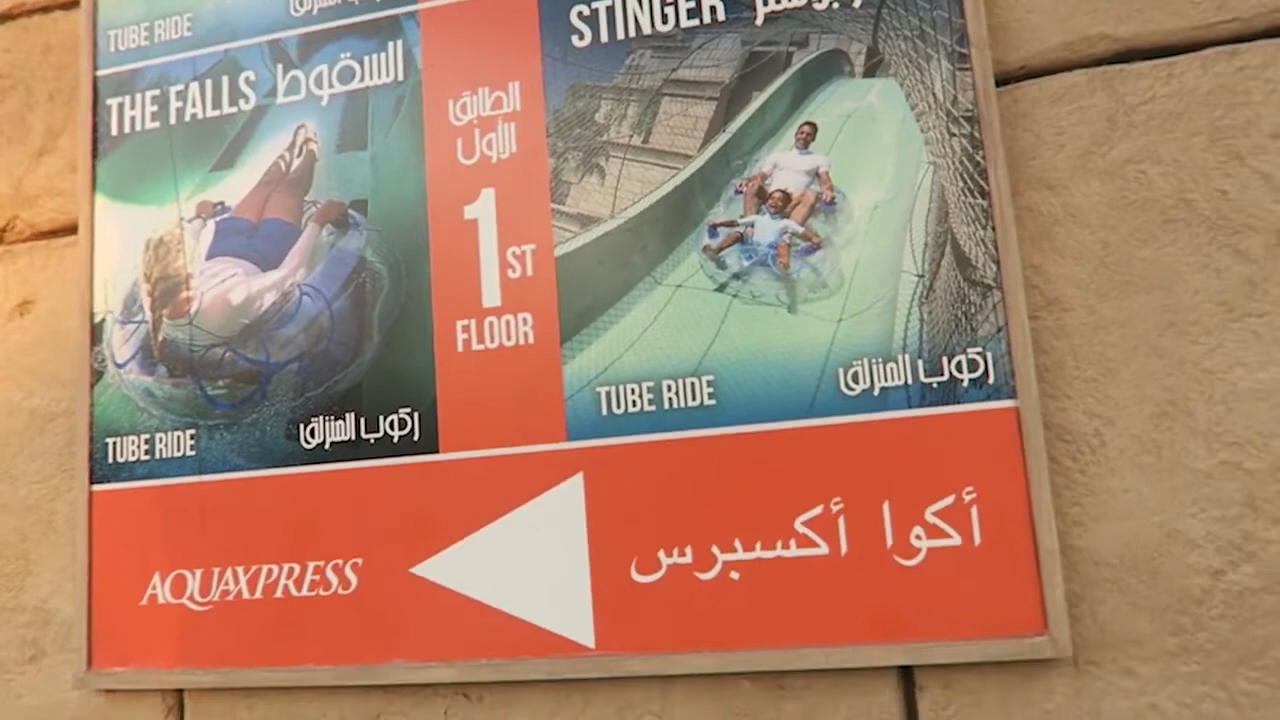 TUBE RIDE
THE FALLS السقوط
TUBE RIDE ركوب المنزلق
الطابق
الأول
1ST
FLOOR
STINGER
TUBE RIDE ركوب المنزلق
AQUAXPRESS أكوا أكسبرس